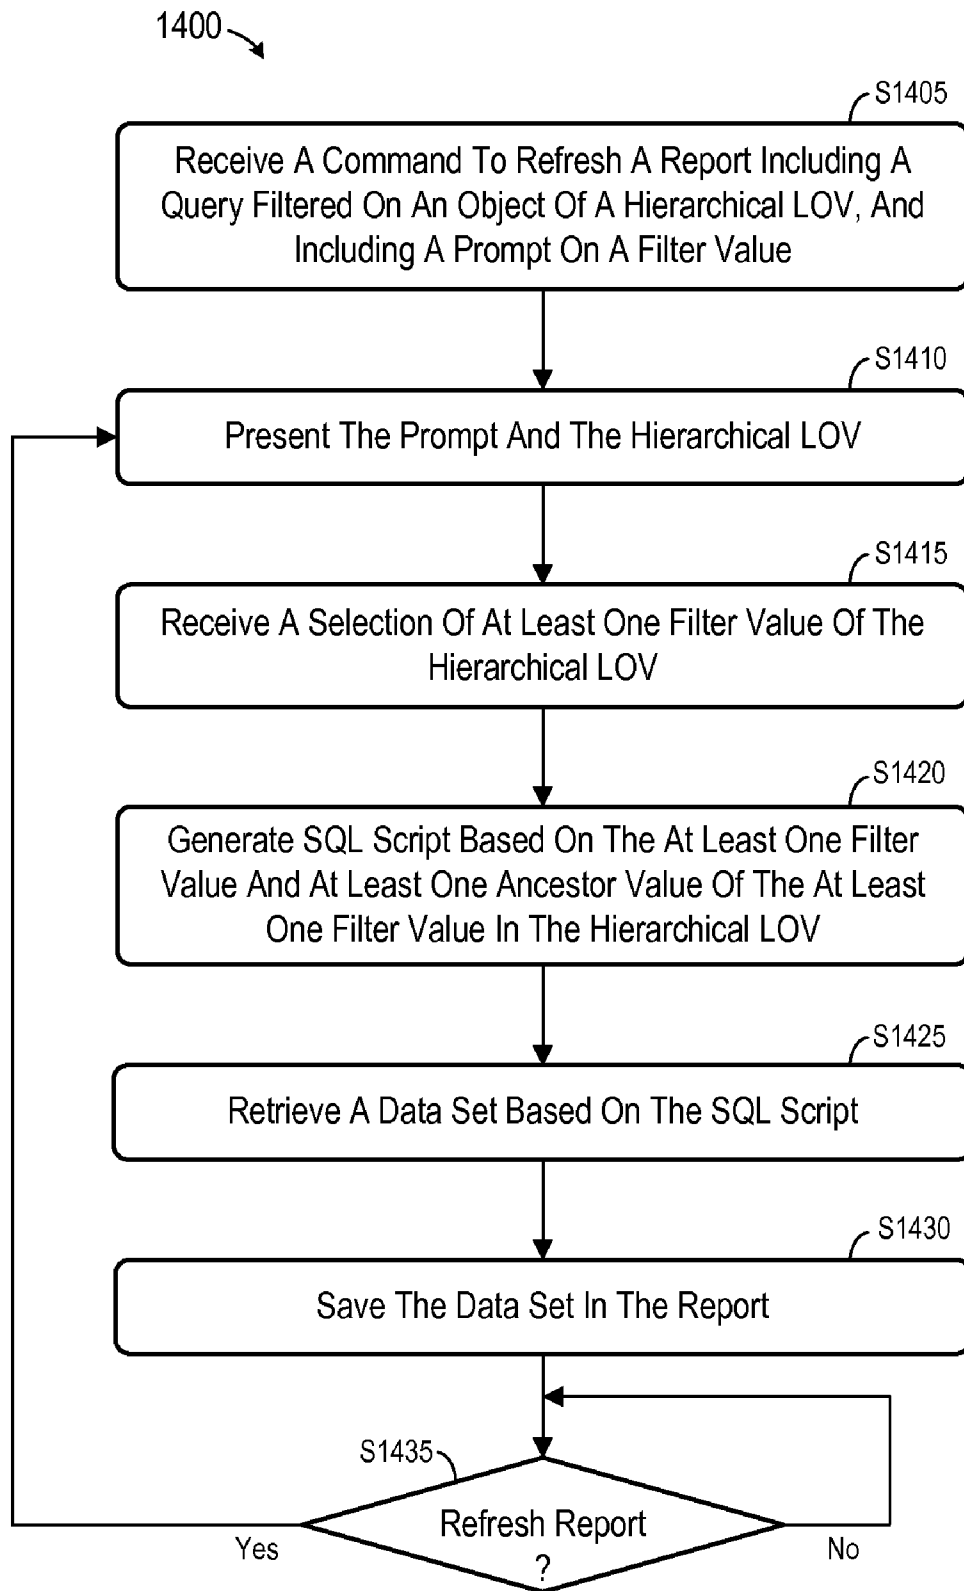 1400
S1405
Receive A Command To Refresh A Report Including A
Query Filtered On An Object Of A Hierarchical LOV, And
Including A Prompt On A Filter Value
S1410
Present The Prompt And The Hierarchical LOV
S1415
Receive A Selection Of At Least One Filter Value Of The
Hierarchical LOV
S1420
Generate SQL Script Based On The At Least One Filter
Value And At Least One Ancestor Value Of The At Least
One Filter Value In The Hierarchical LOV
S1425
Retrieve A Data Set Based On The SQL Script
S1430
Save The Data Set In The Report
S1435
Refresh Report
?
Yes
No